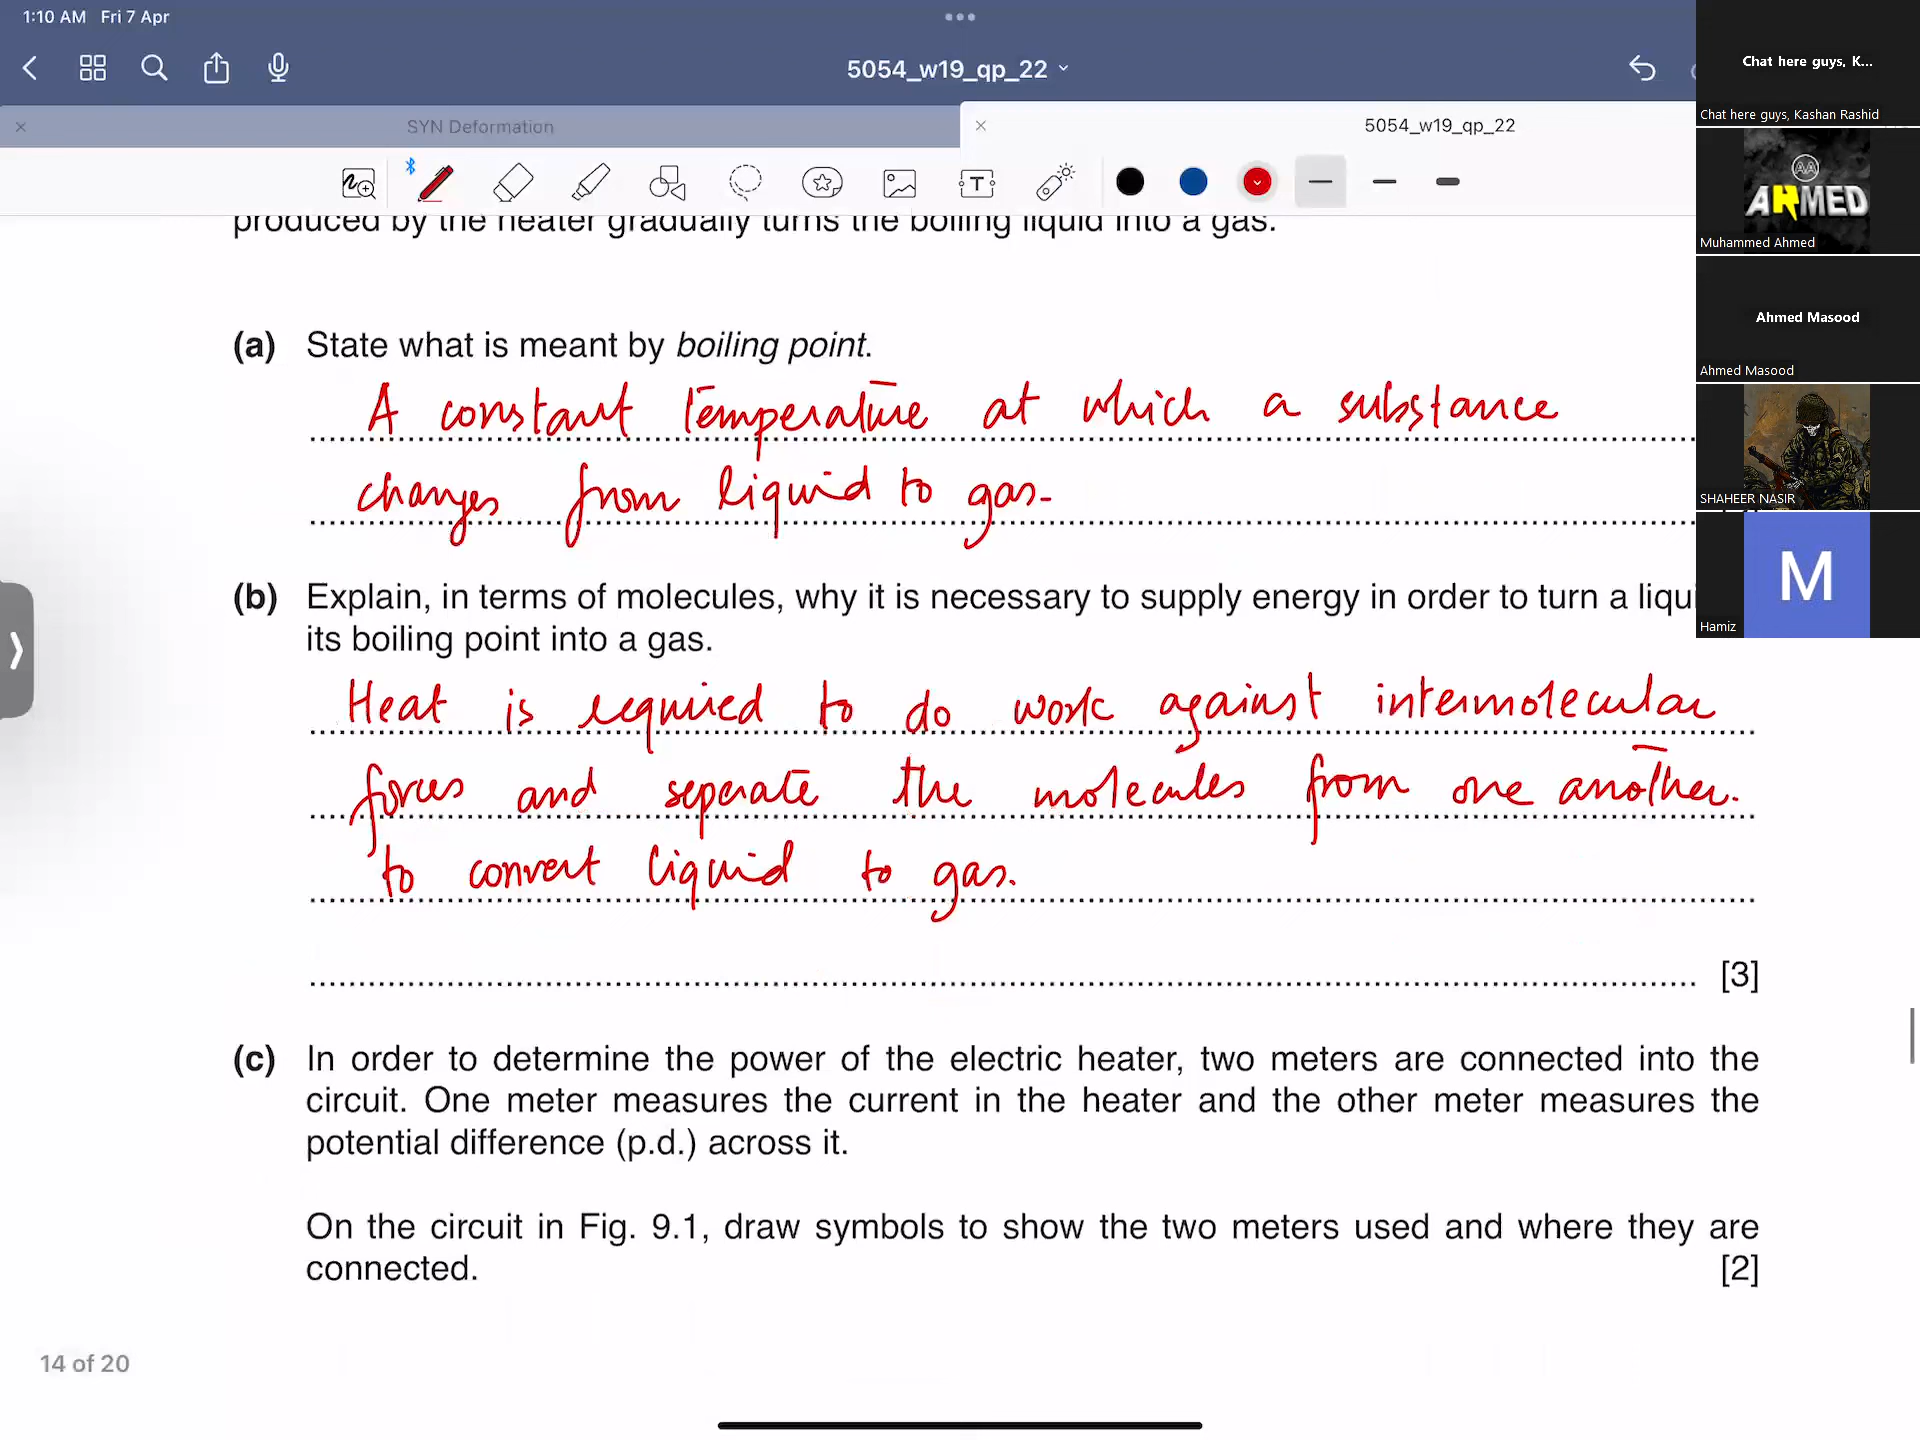 1:10 AM Fri 7 Apr
5054_w19_qp_22
SYN Deformation
5054_w19_qp_22
Chat here guys, K...
Chat here guys, Kashan Rashid
AA
ARMED
Muhammed Ahmed
Ahmed Masood
Ahmed Masood
SHAHEER NASIR
M
Hamiz
T
produced by the heater gradually turns the boiling liquid into a gas.
(a) State what is meant by boiling point.
A constant temperature at which a substance
changes from liquid to gas.
(b) Explain, in terms of molecules, why it is necessary to supply energy in order to turn a liqui
its boiling point into a gas.
Heat is required to do work against intermolecular
forces and seperate the molecules from one another.
to convert liquid to gas.
[3]
(c) In order to determine the power of the electric heater, two meters are connected into the
circuit. One meter measures the current in the heater and the other meter measures the
potential difference (p.d.) across it.
On the circuit in Fig. 9.1, draw symbols to show the two meters used and where they are
connected. [2]
14 of 20